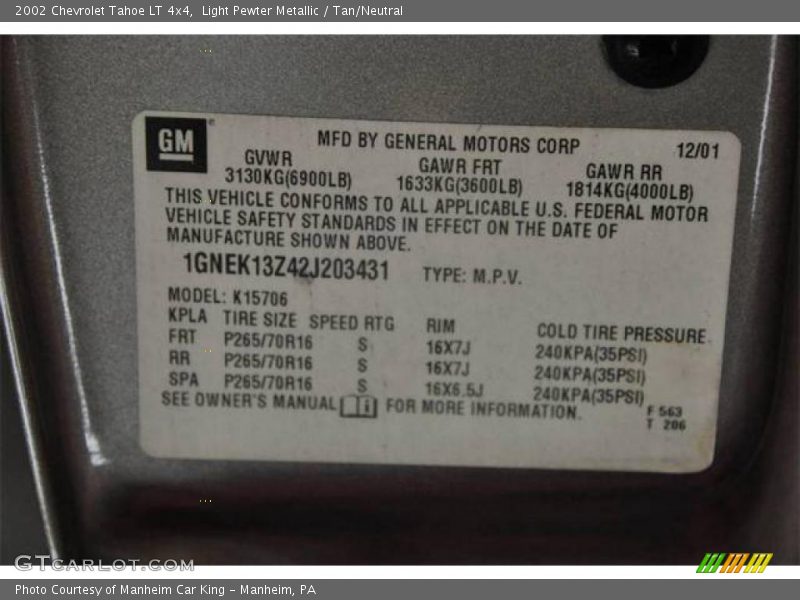 2002 Chevrolet Tahoe LT 4x4,  Light Pewter Metallic / Tan/Neutral
GM
MFD BY GENERAL MOTORS CORP 12/01
GVWR GAWR FRT GAWR RR
3130KG(6900LB) 1633KG(3600LB) 1814KG(4000LB)
THIS VEHICLE CONFORMS TO ALL APPLICABLE U.S. FEDERAL MOTOR
VEHICLE SAFETY STANDARDS IN EFFECT ON THE DATE OF
MANUFACTURE SHOWN ABOVE.
1GNEK13Z42J203431 TYPE: M.P.V.
MODEL: K15706
KPLA TIRE SIZE SPEED RTG RIM COLD TIRE PRESSURE
FRT P265/70R16 S 16X7J 240KPA(35PSI)
RR P265/70R16 S 16X7J 240KPA(35PSI)
SPA P265/70R16 S 16X6.5J 240KPA(35PSI)
SEE OWNER'S MANUAL FOR MORE INFORMATION.
F 563
T 206
GTCARLOT.COM
Photo Courtesy of Manheim Car King - Manheim, PA